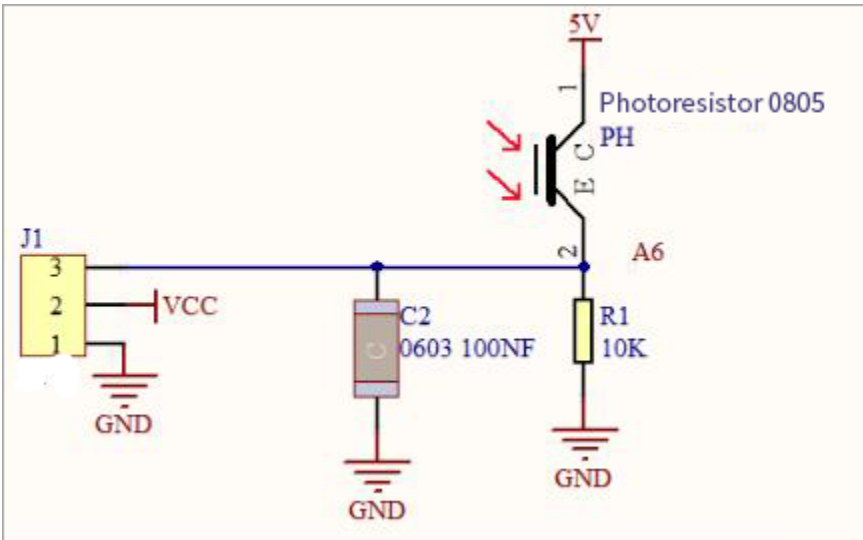 5V
1
Photoresistor 0805
PH
C
E
2
A6
J1
3
2
VCC
1
GND
C2
C
0603 100NF
GND
R1
10K
GND